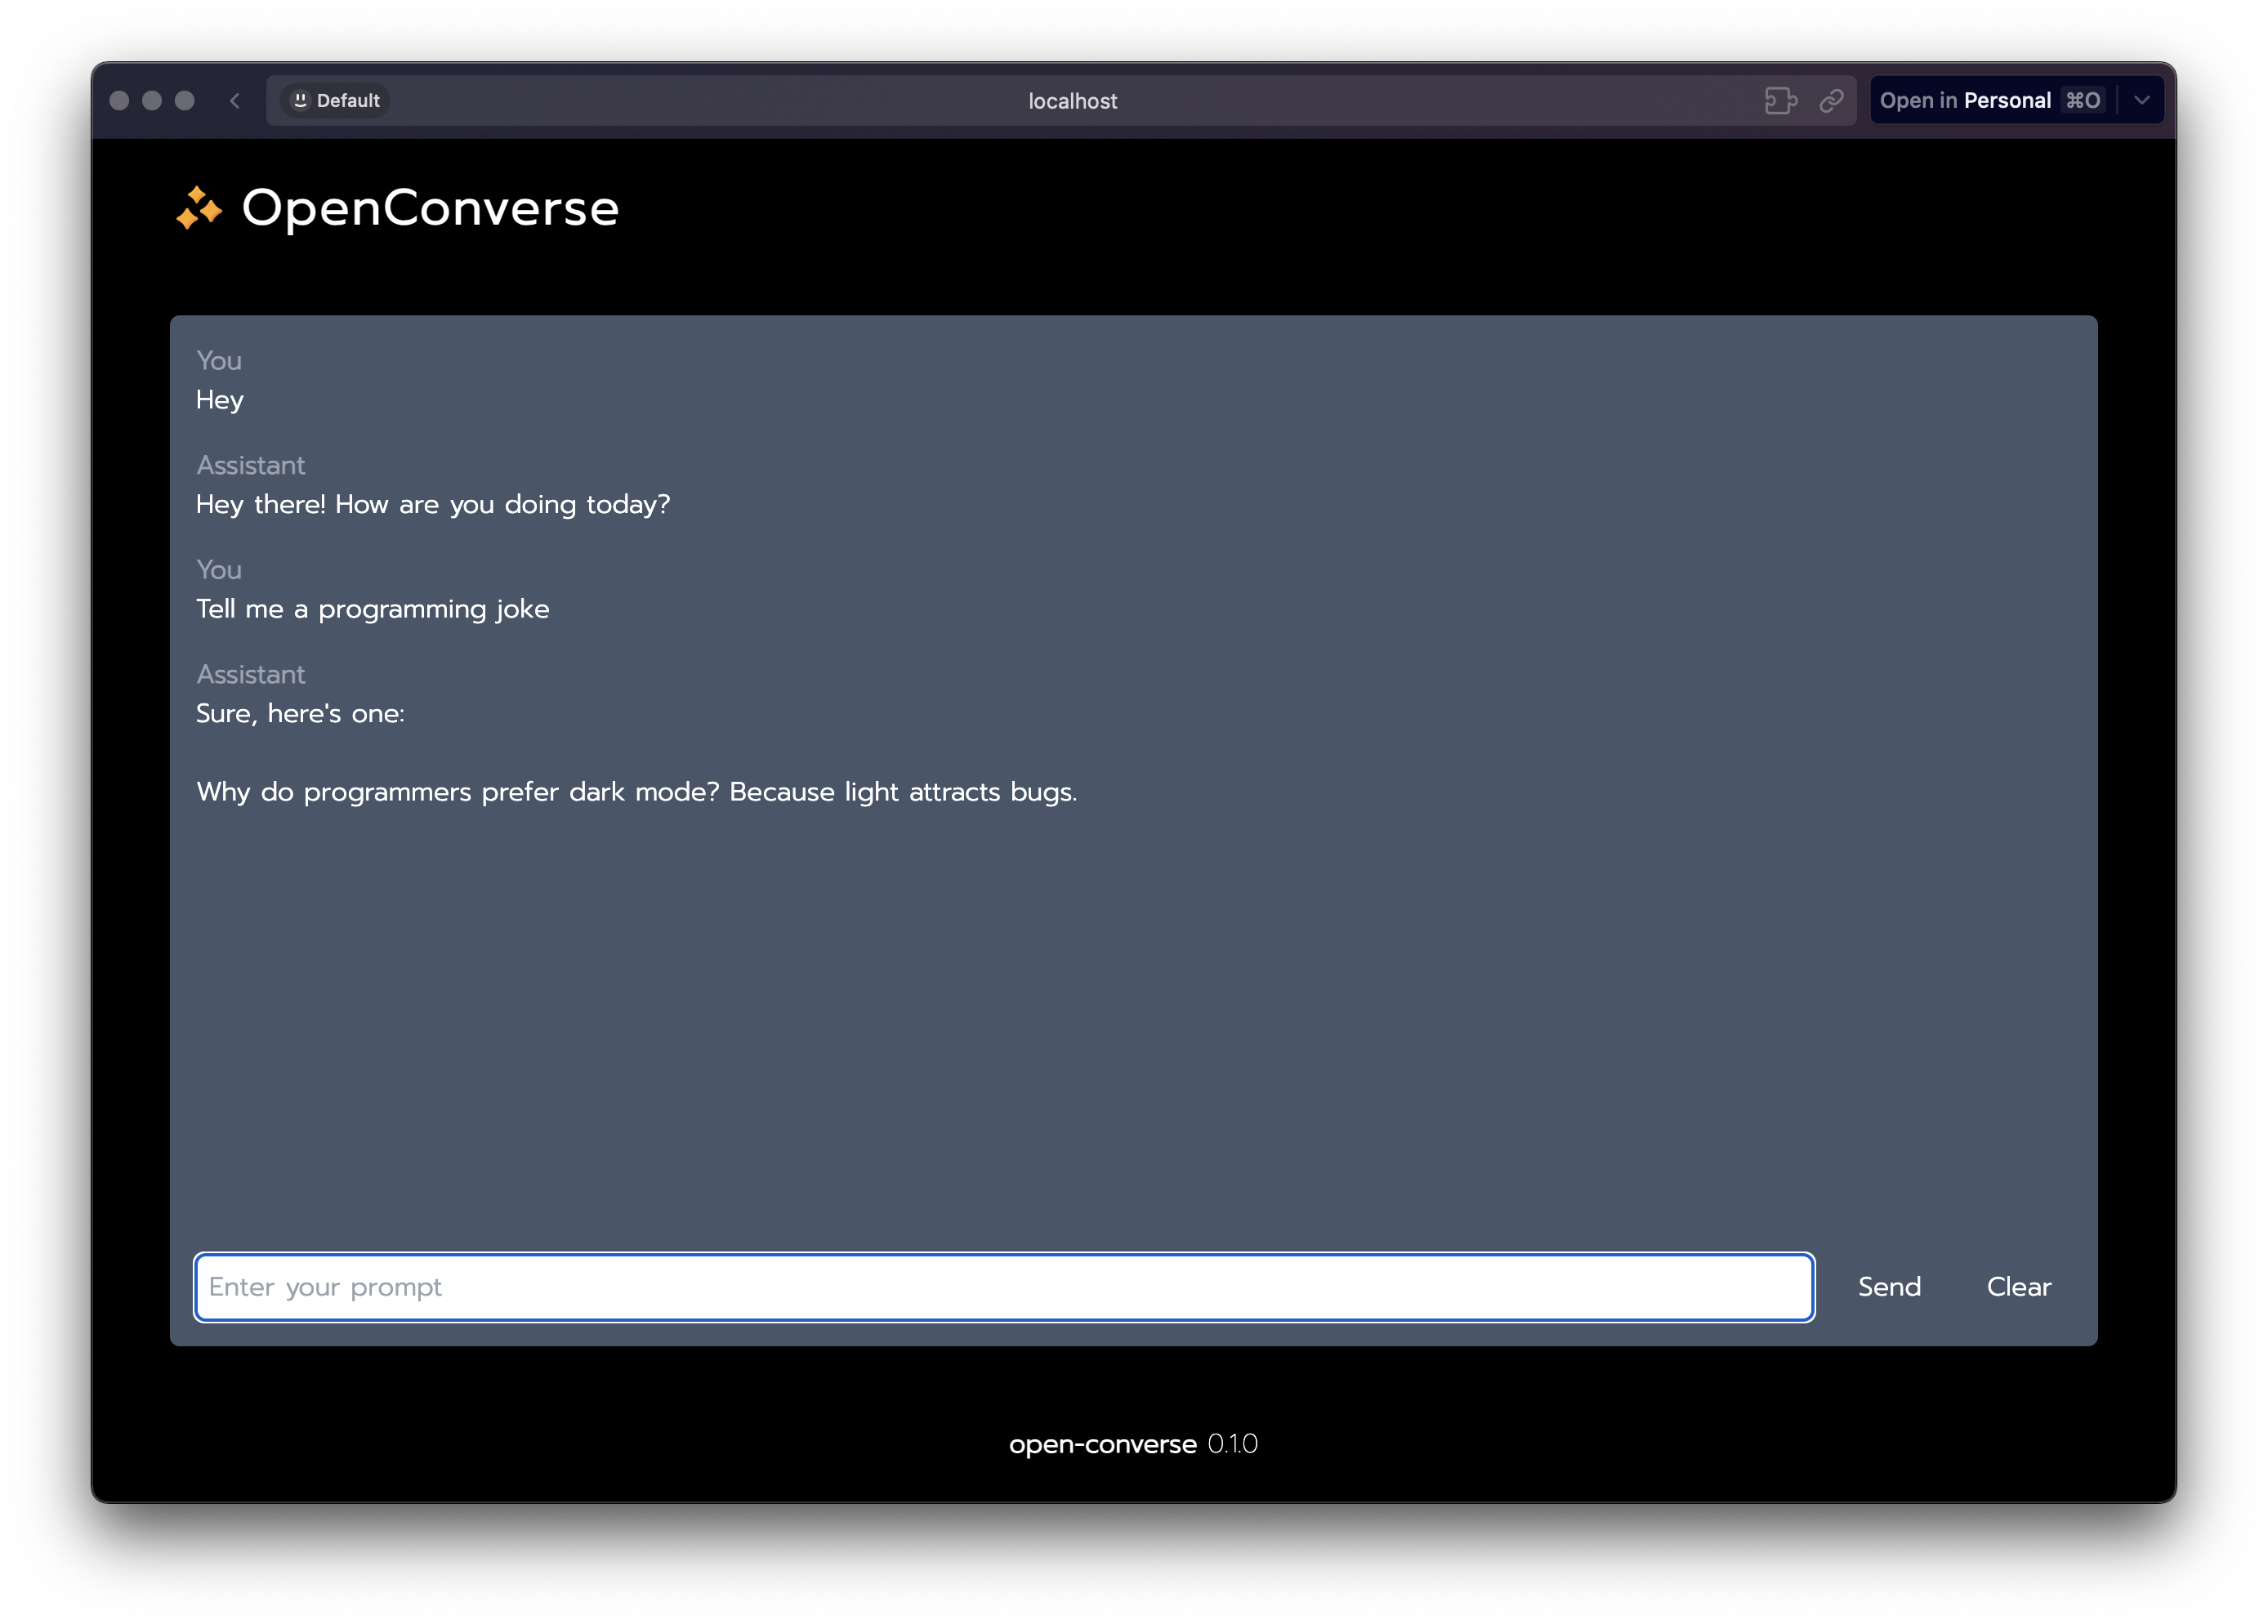 Default
localhost
Open in Personal ⌘O
OpenConverse
You
Hey
Assistant
Hey there! How are you doing today?
You
Tell me a programming joke
Assistant
Sure, here's one:
Why do programmers prefer dark mode? Because light attracts bugs.
Enter your prompt
Send
Clear
open-converse 0.1.0